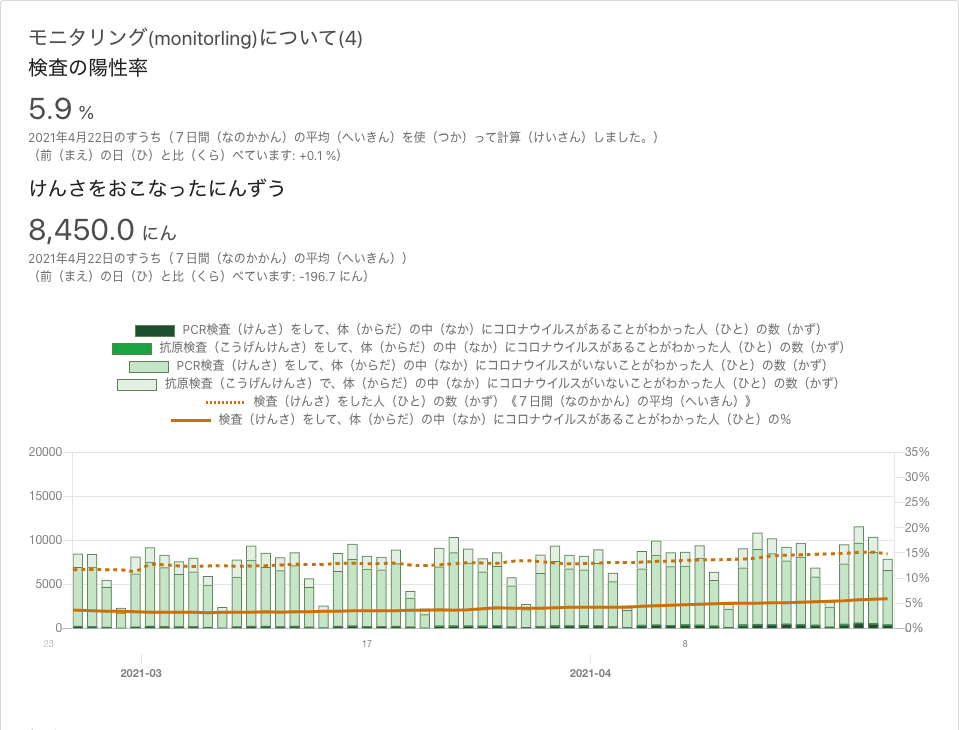 モニタリング(monitorling)について(4)
検査の陽性率
5.9 %
2021年4月22日のすうち（７日間（なのかかん）の平均（へいきん）を使（つか）って計算（けいさん）しました。）
（前（まえ）の日（ひ）と比（くら）べています: +0.1 %）
けんさをおこなったにんずう
8,450.0 にん
2021年4月22日のすうち（７日間（なのかかん）の平均（へいきん））
（前（まえ）の日（ひ）と比（くら）べています: -196.7 にん）
PCR検査（けんさ）をして、体（からだ）の中（なか）にコロナウイルスがあることがわかった人（ひと）の数（かず）
抗原検査（こうげんけんさ）をして、体（からだ）の中（なか）にコロナウイルスがあることがわかった人（ひと）の数（かず）
PCR検査（けんさ）をして、体（からだ）の中（なか）にコロナウイルスがいないことがわかった人（ひと）の数（かず）
抗原検査（こうげんけんさ）で、体（からだ）の中（なか）にコロナウイルスがいないことがわかった人（ひと）の数（かず）
検査（けんさ）をした人（ひと）の数（かず）《７日間（なのかかん）の平均（へいきん）》
検査（けんさ）をして、体（からだ）の中（なか）にコロナウイルスがあることがわかった人（ひと）の%
20000 35%
30%
15000 25%
20%
10000 15%
5000 10%
5%
0 0%
23 17 8
2021-03 2021-04